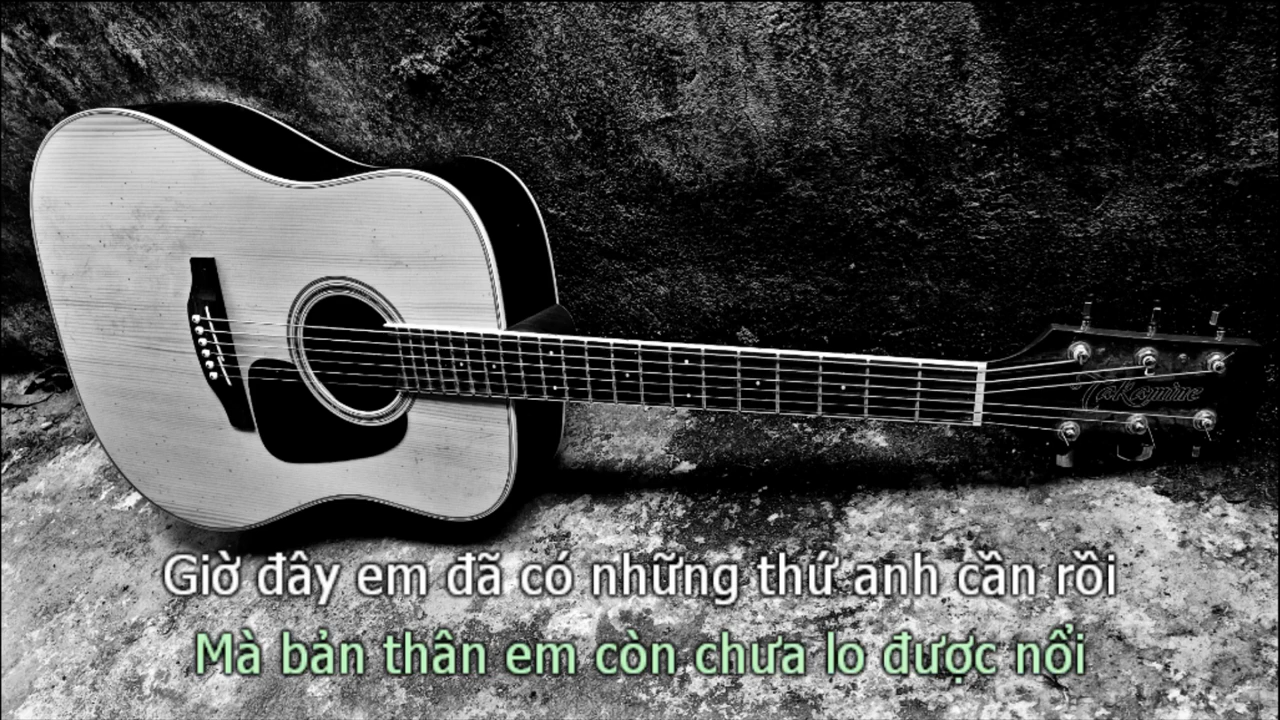 Takamine
Giờ đây em đã có những thứ anh cần rồi
Mà bản thân em còn chưa lo được nổi